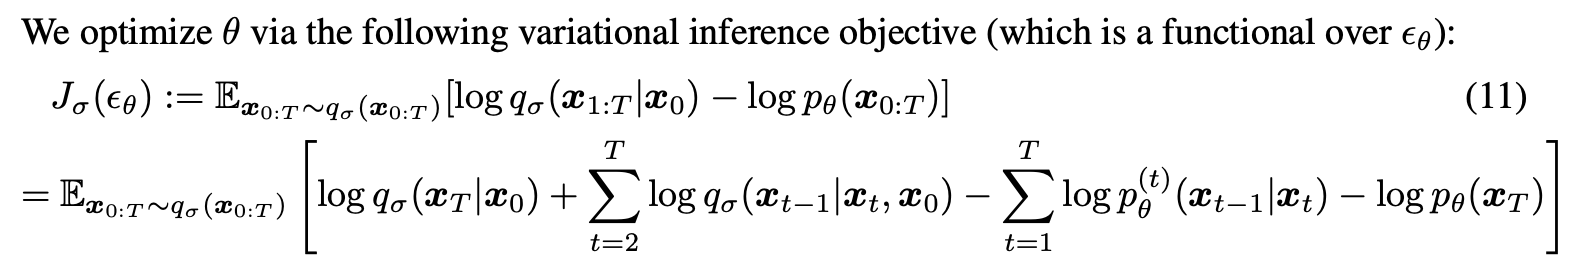 We optimize θ via the following variational inference objective (which is a functional over ϵ_θ):
J_σ(ϵ_θ) := 𝔼_{x_{0:T}∼q_σ(x_{0:T})}[log q_σ(x_{1:T}|x_0) − log p_θ(x_{0:T})] (11)
= 𝔼_{x_{0:T}∼q_σ(x_{0:T})} [log q_σ(x_T|x_0) + ∑_{t=2}^{T} log q_σ(x_{t−1}|x_t, x_0) − ∑_{t=1}^{T} log p_θ^{(t)}(x_{t−1}|x_t) − log p_θ(x_T)]